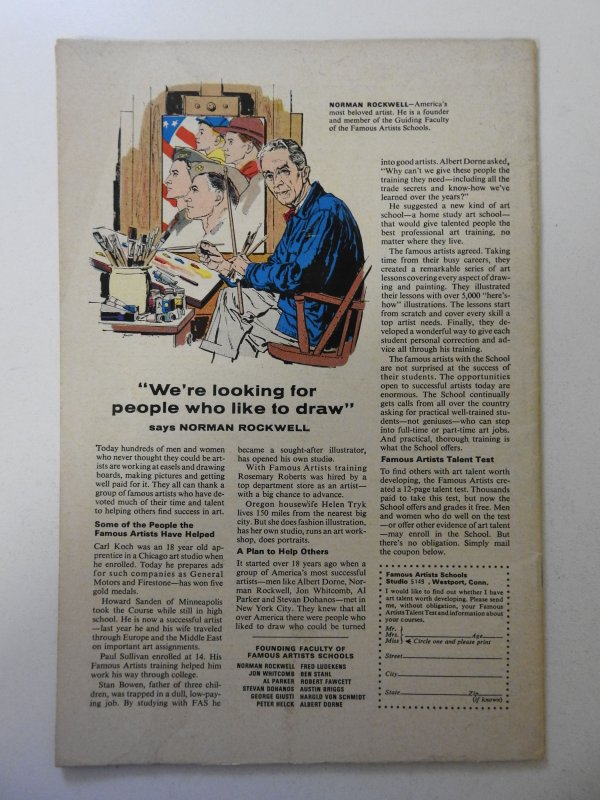 NORMAN ROCKWELL—America's
most beloved artist. He is a founder
and member of the Guiding Faculty
of the Famous Artists Schools.
"We're looking for
people who like to draw"
says NORMAN ROCKWELL
Today hundreds of men and women
who never thought they could be art-
ists are working at easels and drawing
boards, making pictures and getting
well paid for it. They all can thank a
group of famous artists who have de-
voted much of their time and talent
to helping others find success in art.
Some of the People the
Famous Artists Have Helped
Carl Koch was an 18 year old ap-
prentice in a Chicago art studio when
he enrolled. Today he prepares ads
for such companies as General
Motors and Firestone—has won five
gold medals.
Howard Sanden of Minneapolis
took the Course while still in high
school. He is now a successful artist
—last year he and his wife traveled
through Europe and the Middle East
on important art assignments.
Paul Sullivan enrolled at 14. His
Famous Artists training helped him
work his way through college.
Stan Bowen, father of three chil-
dren, was trapped in a dull, low-pay-
ing job. By studying with FAS he
became a sought-after illustrator,
has opened his own studio.
With Famous Artists training
Rosemary Roberts was hired by a
top department store as an artist—
with a big chance to advance.
Oregon housewife Helen Tryk
lives 150 miles from the nearest big
city. But she does fashion illustration,
has her own studio, runs an art work-
shop, does portraits.
A Plan to Help Others
It started over 18 years ago when a
group of America's most successful
artists—men like Albert Dorne, Nor-
man Rockwell, Jon Whitcomb, Al
Parker and Stevan Dohanos—met in
New York City. They knew that all
over America there were people who
liked to draw who could be turned
into good artists. Albert Dorne asked,
"Why can't we give these people the
training they need—including all the
trade secrets and know-how we've
learned over the years?"
He suggested a new kind of art
school—a home study art school—
that would give talented people the
best professional art training, no
matter where they live.
The famous artists agreed. Taking
time from their busy careers, they
created a remarkable series of art
lessons covering every aspect of draw-
ing and painting. They illustrated
their lessons with over 5,000 "here's-
how" illustrations. The lessons start
from scratch and cover every skill a
top artist needs. Finally, they de-
veloped a wonderful way to give each
student personal correction and ad-
vice all through his training.
The famous artists with the School
are not surprised at the success of
their students. The opportunities
open to successful artists today are
enormous. The School continually
gets calls from all over the country
asking for practical well-trained stu-
dents—not geniuses—who can step
into full-time or part-time art jobs.
And practical, thorough training is
what the School offers.
Famous Artists Talent Test
To find others with art talent worth
developing, the Famous Artists cre-
ated a 12-page talent test. Thousands
paid to take this test, but now the
School offers and grades it free. Men
and women who do well on the test
—or offer other evidence of art talent
—may enroll in the School. But
there's no obligation. Simply mail
the coupon below.
FOUNDING FACULTY OF
FAMOUS ARTISTS SCHOOLS
NORMAN ROCKWELL FRED LUDEKENS
JON WHITCOMB BEN STAHL
AL PARKER ROBERT FAWCETT
STEVAN DOHANOS AUSTIN BRIGGS
GEORGE GIUSTI HAROLD VON SCHMIDT
PETER HELCK ALBERT DORNE
Famous Artists Schools
Studio 5149, Westport, Conn.
I would like to find out whether I have
art talent worth developing. Please send
me, without obligation, your Famous
Artists Talent Test and information about
your courses.
Mr.
Mrs. Age
Miss Circle one and please print
Street
City
State Zip
(if known)